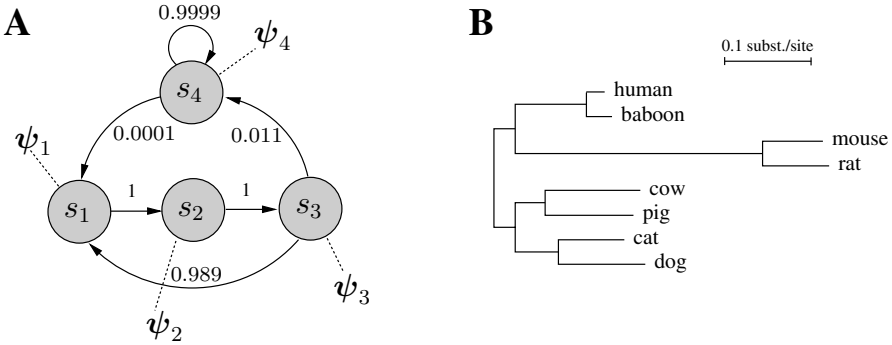 A
0.9999
ψ4
s4
0.0001
0.011
ψ1
s1
1
s2
1
s3
0.989
ψ2
ψ3
B
0.1 subst./site
human
baboon
mouse
rat
cow
pig
cat
dog